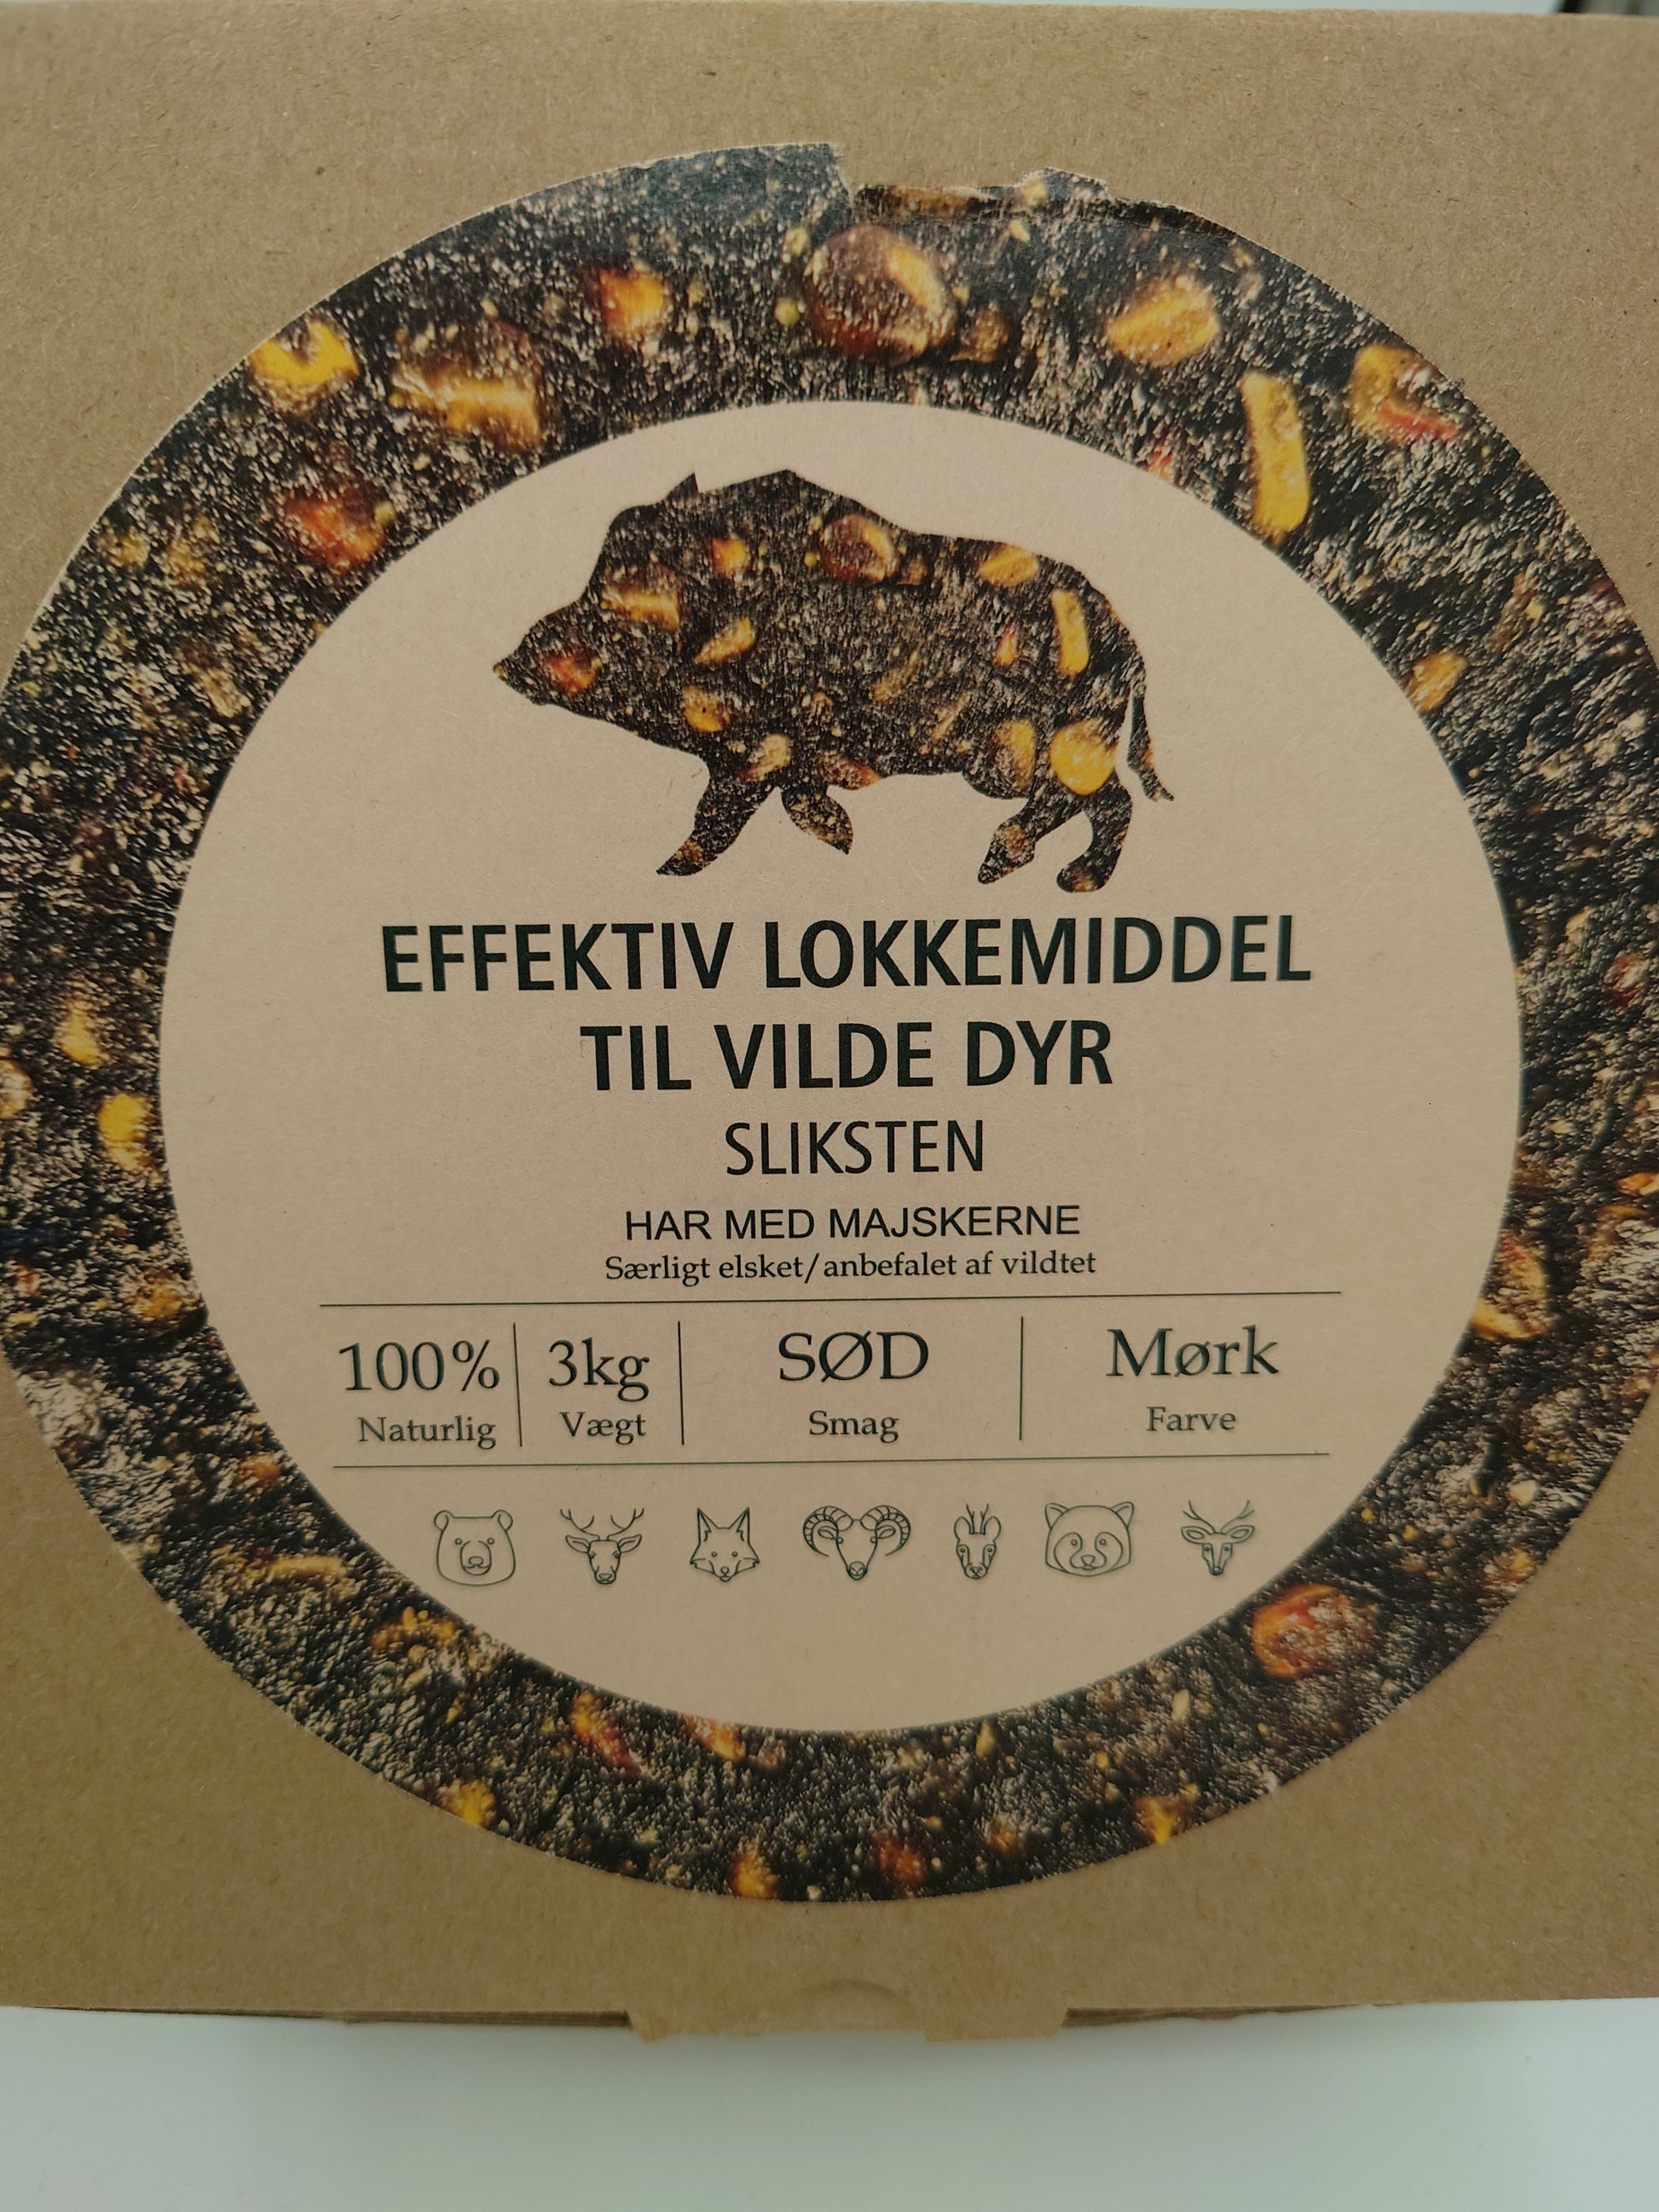 EFFEKTIV LOKKEMIDDEL
TIL VILDE DYR
SLIKSTEN
HAR MED MAJSKERNE
Særligt elsket/anbefalet af vildtet
100% 3kg SØD Mørk
Naturlig Vægt Smag Farve